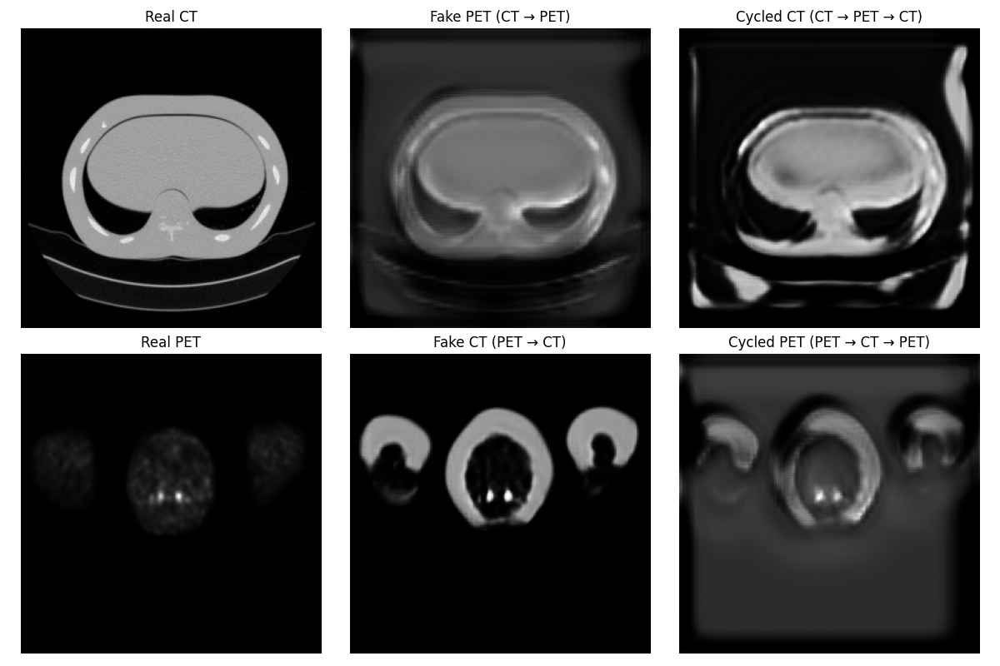 Real CT
Fake PET (CT → PET)
Cycled CT (CT → PET → CT)
Real PET
Fake CT (PET → CT)
Cycled PET (PET → CT → PET)